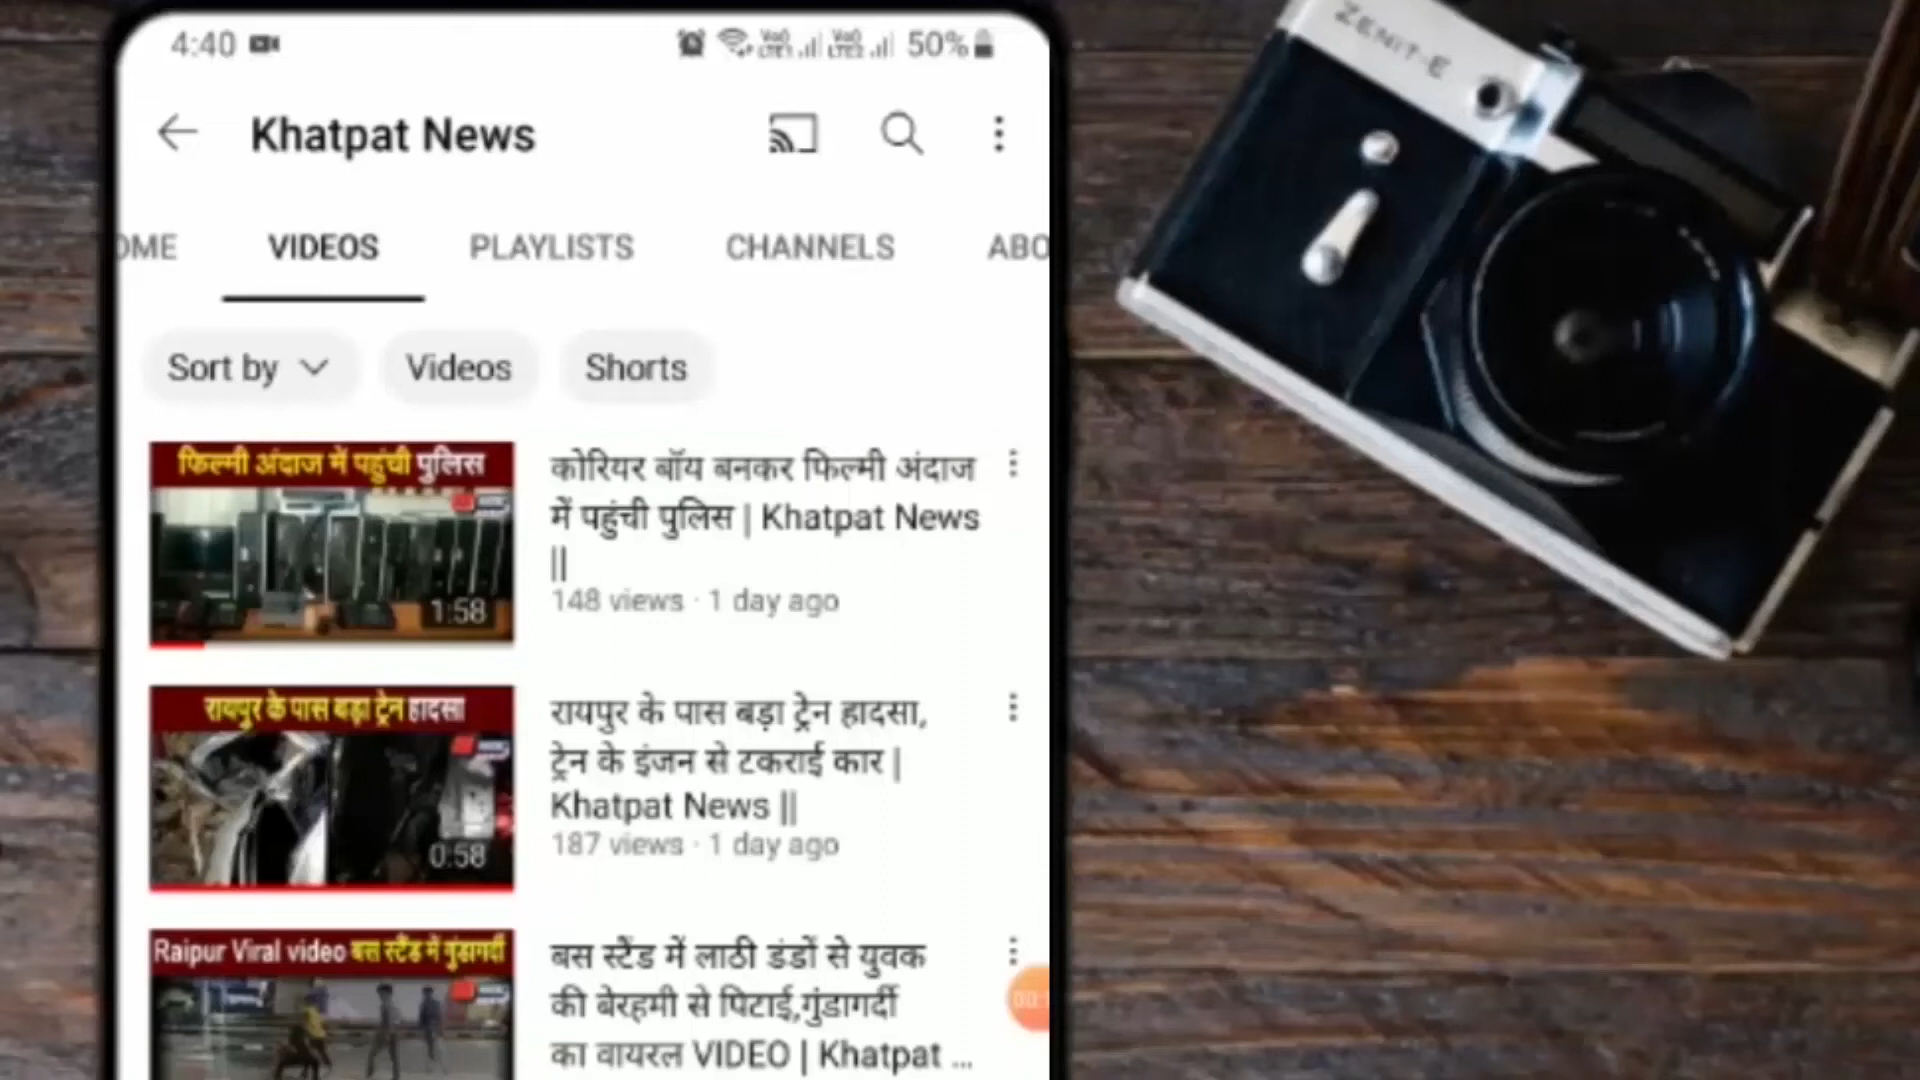 4:40
50%
ZENIT-E
Khatpat News
OME VIDEOS PLAYLISTS CHANNELS ABO
Sort by Videos Shorts
फिल्मी अंदाज में पहुंची पुलिस
1:58
कोरियर बॉय बनकर फिल्मी अंदाज
में पहुंची पुलिस | Khatpat News
||
148 views · 1 day ago
रायपुर के पास बड़ा ट्रेन हादसा
0:58
रायपुर के पास बड़ा ट्रेन हादसा,
ट्रेन के इंजन से टकराई कार |
Khatpat News ||
187 views · 1 day ago
Raipur Viral video बस स्टैंड में गुंडागर्दी
बस स्टैंड में लाठी डंडों से युवक
की बेरहमी से पिटाई,गुंडागर्दी
का वायरल VIDEO | Khatpat ...